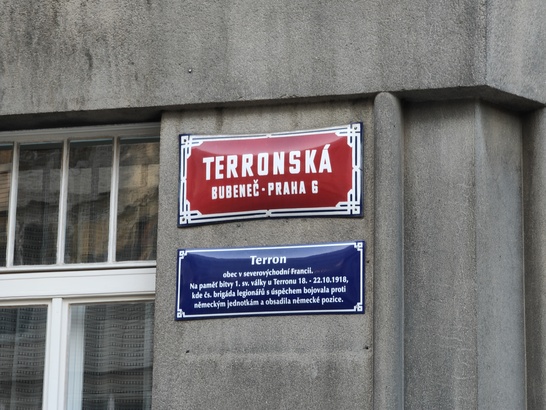 TERRONSKÁ
BUBENEČ - PRAHA 6
Terron
obec v severovýchodní Francii.
Na paměť bitvy 1. sv. války u Terronu 18. - 22.10.1918,
kde čs. brigáda legionářů s úspěchem bojovala proti
německým jednotkám a obsadila německé pozice.